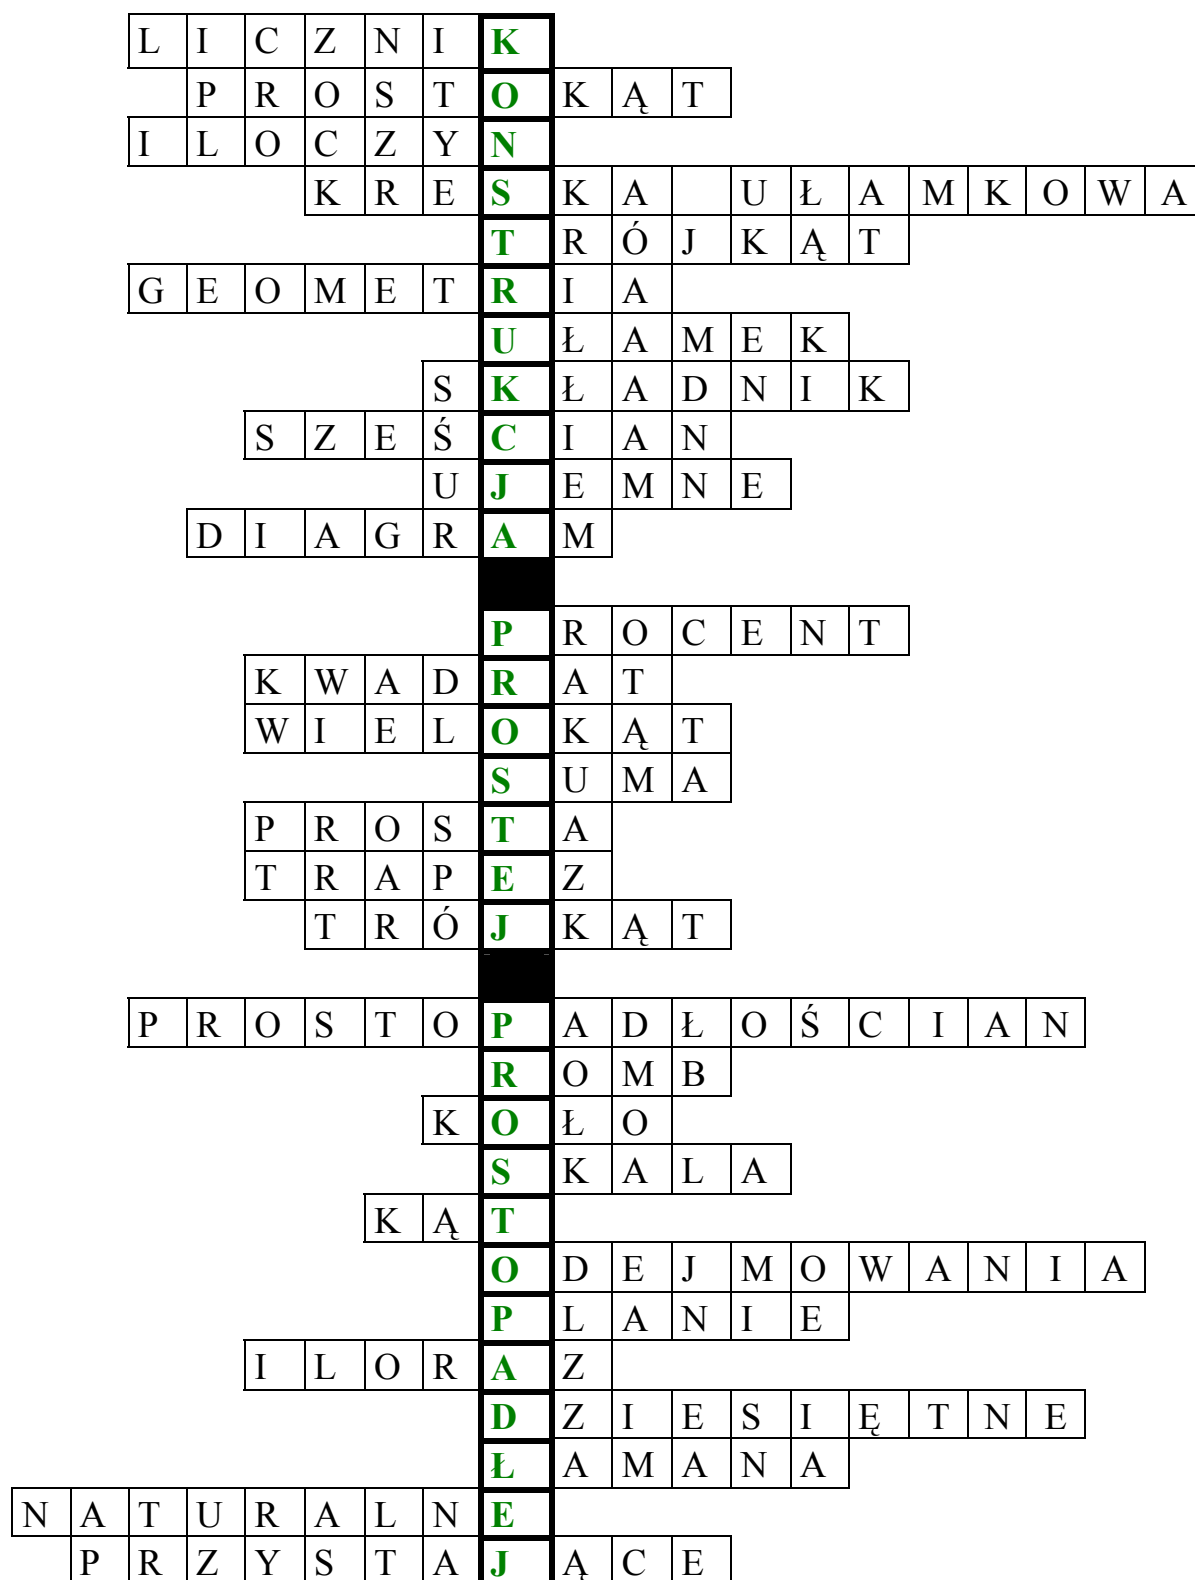 LICZNIK
PROSTOKĄT
ILOCZYN
KRESKA UŁAMKOWA
TRÓJKĄT
GEOMETRIA
UŁAMEK
SKŁADNIK
SZEŚCIAN
UJEMNE
DIAGRAM
PROCENT
KWADRAT
WIELOKĄT
SUMA
PROSTA
TRAPEZ
TRÓJKĄT
PROSTOPADŁOŚCIAN
ROMB
KOŁO
SKALA
KĄT
ODEJMOWANIA
PLANIE
ILORAZ
DZIESIĘTNE
ŁAMANA
NATURALNE
PRZYSTAJĄCE